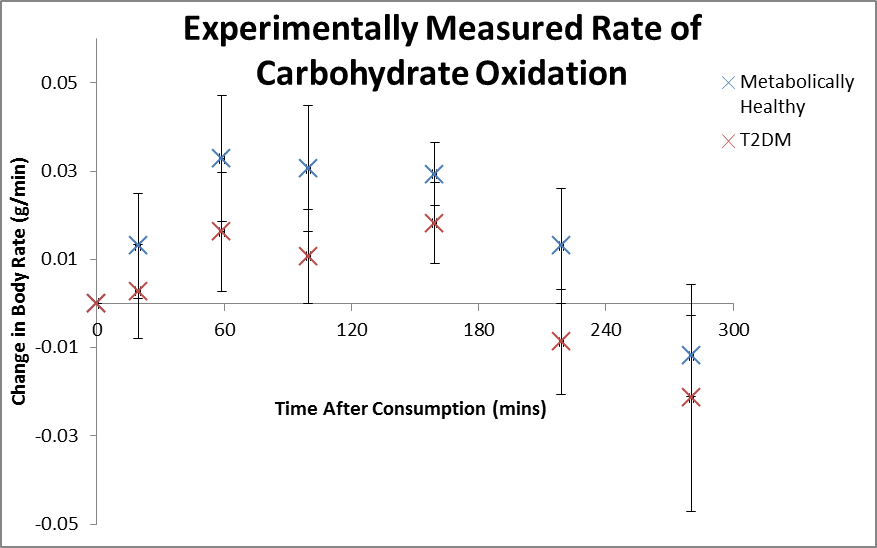 Experimentally Measured Rate of
Carbohydrate Oxidation
Change in Body Rate (g/min)
0.05
0.03
0.01
-0.01
-0.03
-0.05
0
60
120
180
240
300
Time After Consumption (mins)
Metabolically
Healthy
T2DM